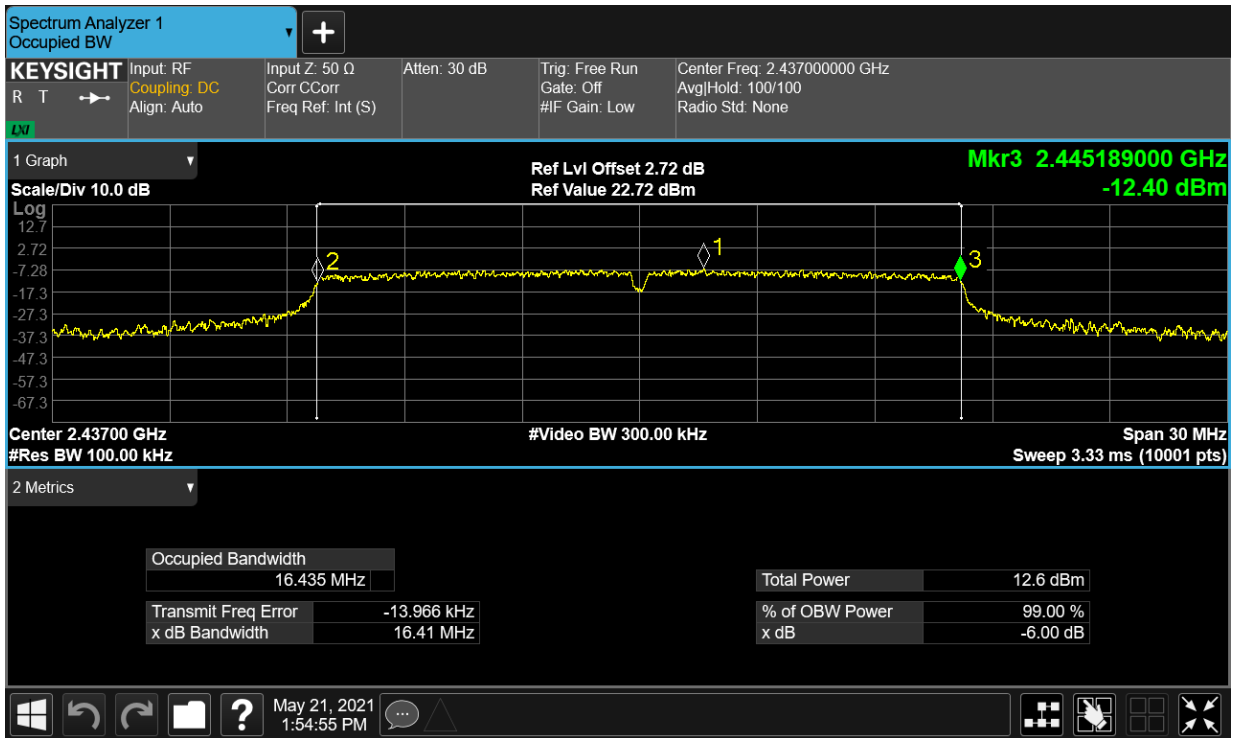 Spectrum Analyzer 1
Occupied BW
▼
+
KEYSIGHT
R T
LXI
Input: RF
Coupling: DC
Align: Auto
Input Z: 50 Ω
Corr CCorr
Freq Ref: Int (S)
Atten: 30 dB
Trig: Free Run
Gate: Off
#IF Gain: Low
Center Freq: 2.437000000 GHz
Avg|Hold: 100/100
Radio Std: None
1 Graph ▼
Scale/Div 10.0 dB
Ref Lvl Offset 2.72 dB
Ref Value 22.72 dBm
Mkr3 2.445189000 GHz
-12.40 dBm
Log
12.7
2.72
-7.28
-17.3
-27.3
-37.3
-47.3
-57.3
-67.3
2
1
3
Center 2.43700 GHz
#Res BW 100.00 kHz
#Video BW 300.00 kHz
Span 30 MHz
Sweep 3.33 ms (10001 pts)
2 Metrics ▼
Occupied Bandwidth
16.435 MHz
Transmit Freq Error -13.966 kHz
x dB Bandwidth 16.41 MHz
Total Power 12.6 dBm
% of OBW Power 99.00 %
x dB -6.00 dB
?
May 21, 2021
1:54:55 PM
...